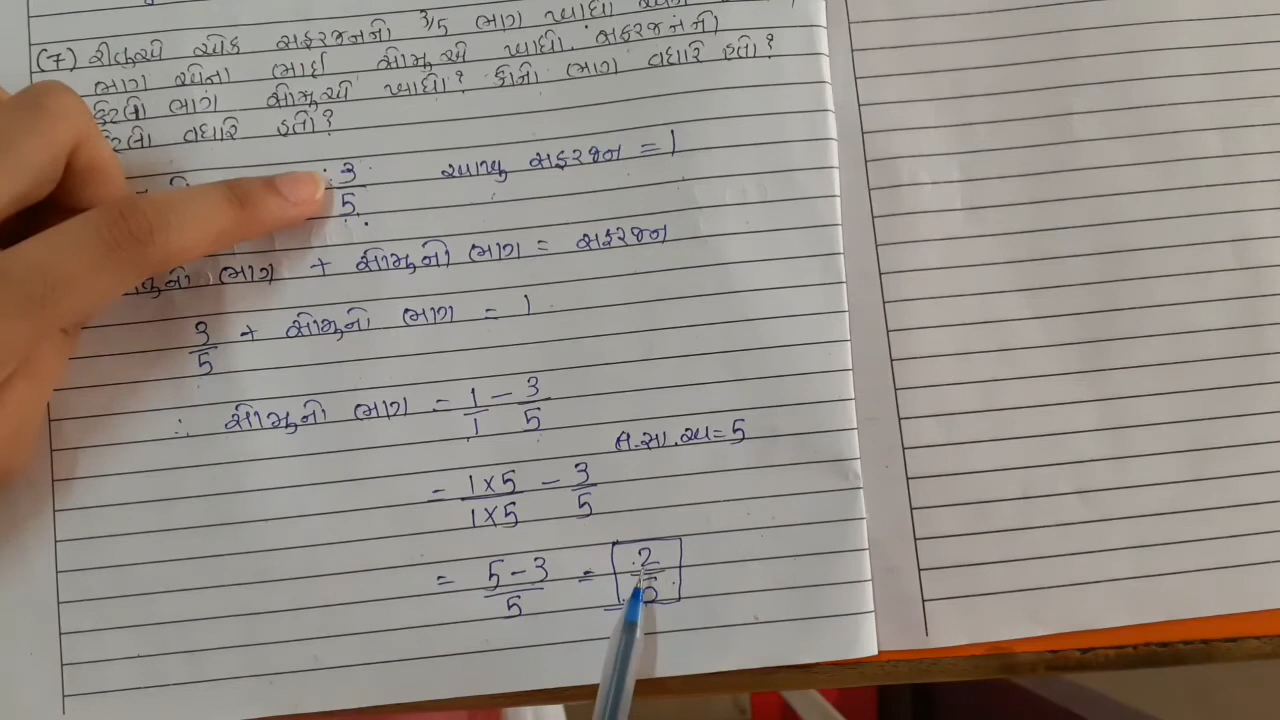 (7) રીતુએ એક સફરજનનો 3/5 ભાગ ખાધો
ભાગ એના ભાઈ સોમુએ ખાધો. સફરજનનો
કેટલો ભાગ સોમુએ ખાધો? કોનો ભાગ વધારે હતો?
કેટલો વધારે હતો?
3/5 આખુ સફરજન = 1
ભાગ + સોમુનો ભાગ = સફરજન
3/5 + સોમુનો ભાગ = 1
∴ સોમુનો ભાગ = 1/1 - 3/5
લ.સા.અ = 5
= 1×5/1×5 - 3/5
= 5-3/5 = 2/5